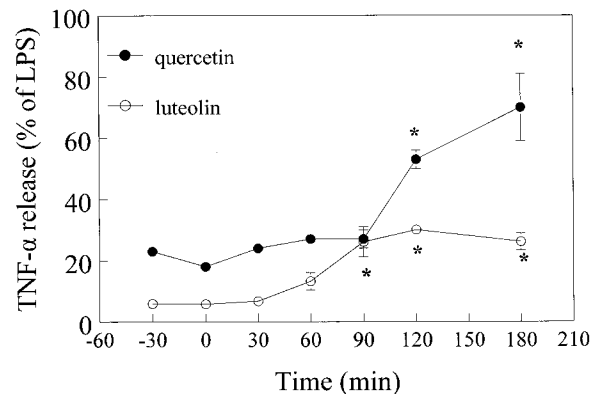 TNF-α release (% of LPS)
100
80
60
40
20
0
quercetin
luteolin
*
*
*
*
*
-60 -30 0 30 60 90 120 150 180 210
Time (min)